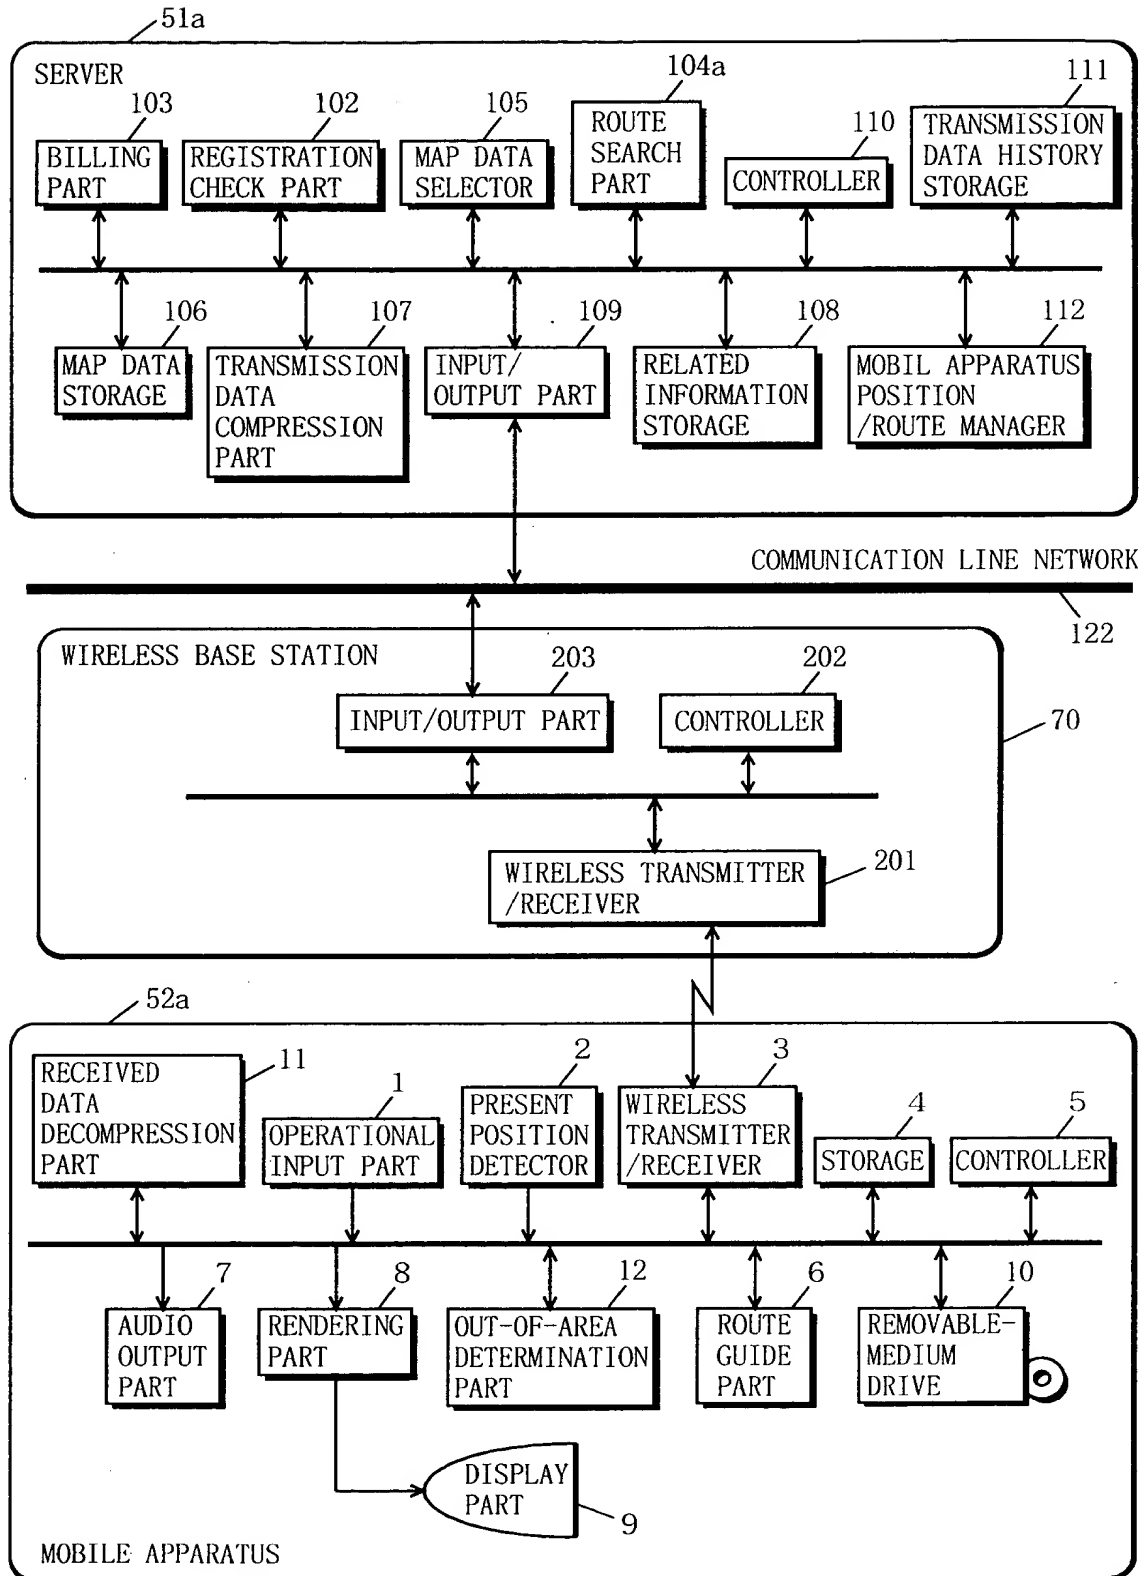 51a
SERVER
103
102
105
104a
110
111
BILLING
PART
REGISTRATION
CHECK PART
MAP DATA
SELECTOR
ROUTE
SEARCH
PART
CONTROLLER
TRANSMISSION
DATA HISTORY
STORAGE
106
107
109
108
112
MAP DATA
STORAGE
TRANSMISSION
DATA
COMPRESSION
PART
INPUT/
OUTPUT PART
RELATED
INFORMATION
STORAGE
MOBIL APPARATUS
POSITION
/ROUTE MANAGER
COMMUNICATION LINE NETWORK
122
WIRELESS BASE STATION
203
202
INPUT/OUTPUT PART
CONTROLLER
70
WIRELESS TRANSMITTER
/RECEIVER
201
52a
11
1
2
3
4
5
RECEIVED
DATA
DECOMPRESSION
PART
OPERATIONAL
INPUT PART
PRESENT
POSITION
DETECTOR
WIRELESS
TRANSMITTER
/RECEIVER
STORAGE
CONTROLLER
7
8
12
6
10
AUDIO
OUTPUT
PART
RENDERING
PART
OUT-OF-AREA
DETERMINATION
PART
ROUTE
GUIDE
PART
REMOVABLE-
MEDIUM
DRIVE
DISPLAY
PART
9
MOBILE APPARATUS